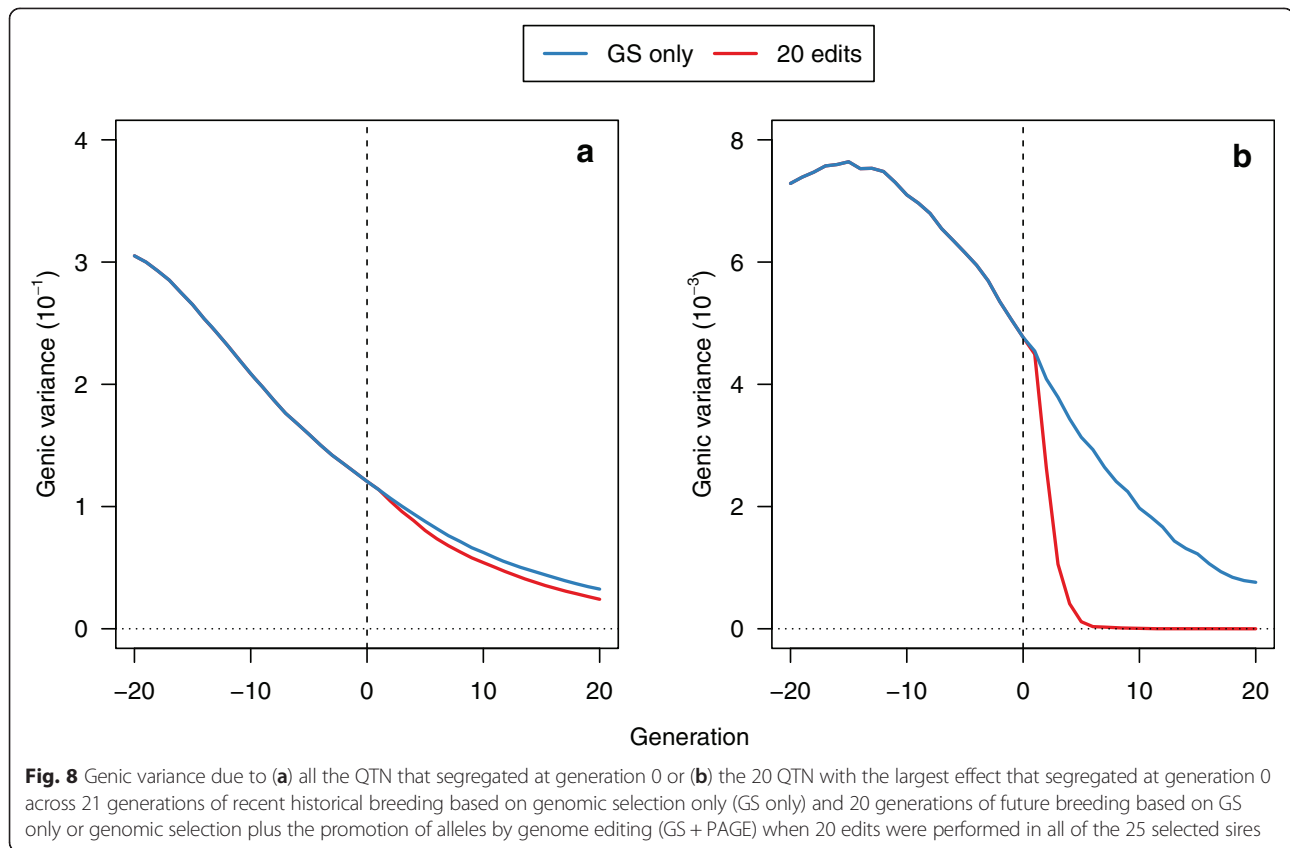 GS only 20 edits
a
b
Genic variance (10⁻¹)
4
3
2
1
0
−20 −10 0 10 20
Genic variance (10⁻³)
8
6
4
2
0
−20 −10 0 10 20
Generation
Fig. 8 Genic variance due to (a) all the QTN that segregated at generation 0 or (b) the 20 QTN with the largest effect that segregated at generation 0
across 21 generations of recent historical breeding based on genomic selection only (GS only) and 20 generations of future breeding based on GS
only or genomic selection plus the promotion of alleles by genome editing (GS + PAGE) when 20 edits were performed in all of the 25 selected sires